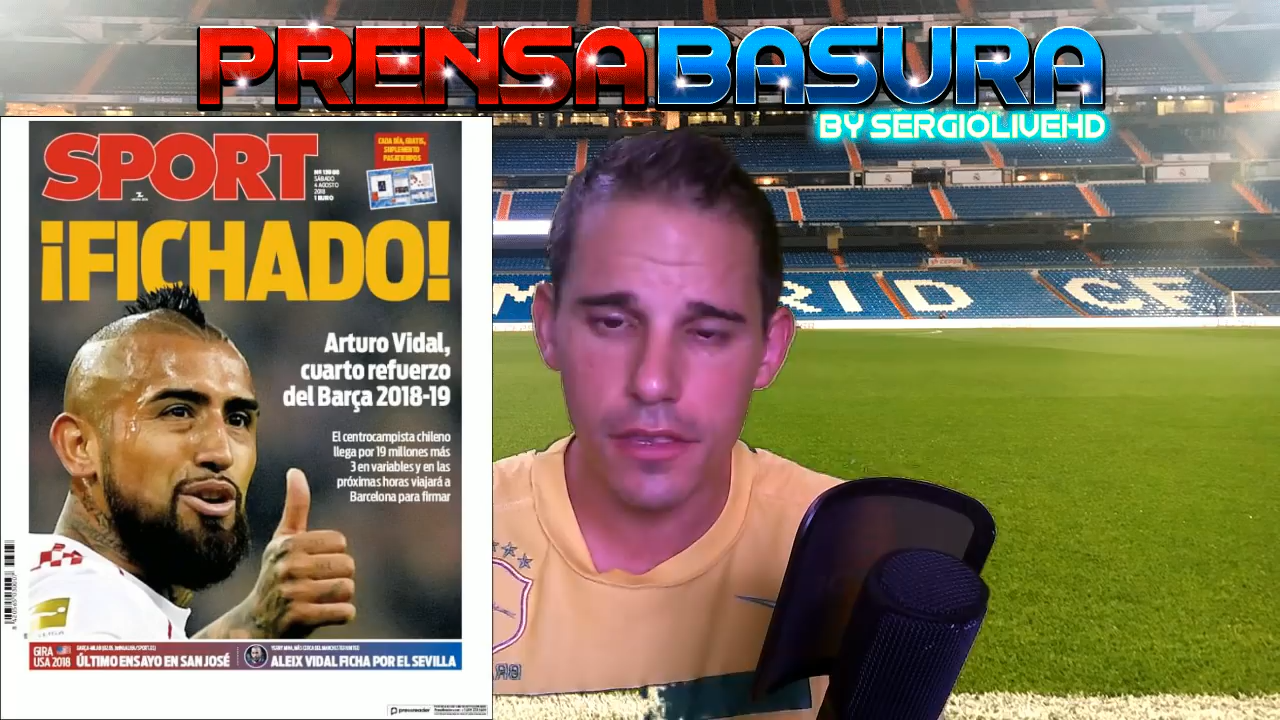 PRENSA BASURA
BY SERGIOLIVEHD
SPORT
CADA DÍA, GRATIS,
SUPLEMENTO
PASATIEMPOS
SÁBADO
4 AGOSTO
2018
1 EURO
¡FICHADO!
Arturo Vidal,
cuarto refuerzo
del Barça 2018-19
El centrocampista chileno
llega por 19 millones más
3 en variables y en las
próximas horas viajará a
Barcelona para firmar
GIRA
USA 2018
ÚLTIMO ENSAYO EN SAN JOSÉ
ALEIX VIDAL FICHA POR EL SEVILLA
pressreader
M RID CF